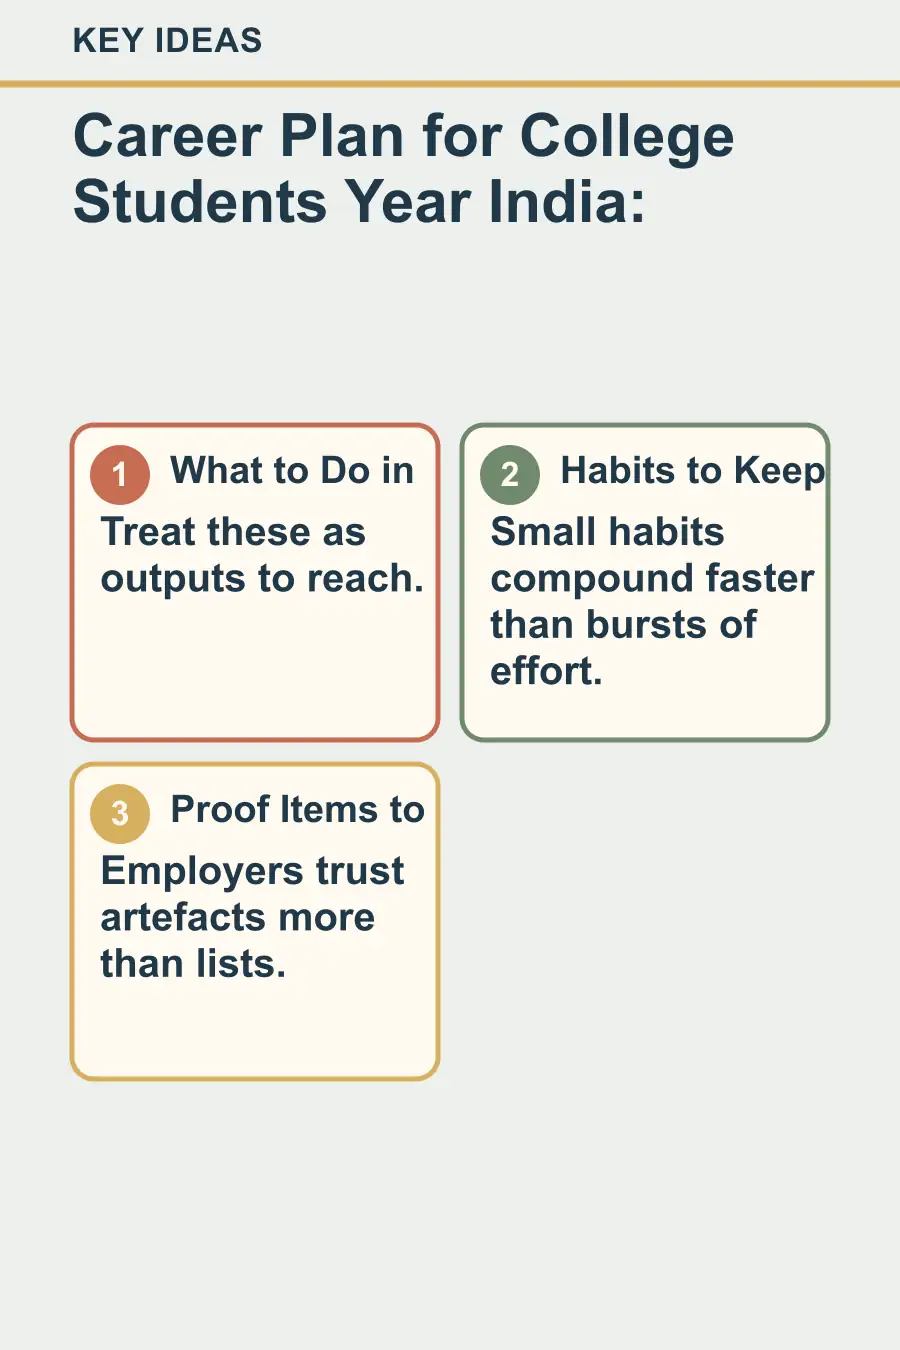 KEY IDEAS
Career Plan for College
Students Year India:
1
What to Do in
Treat these as
outputs to reach.
2
Habits to Keep
Small habits
compound faster
than bursts of
effort.
3
Proof Items to
Employers trust
artefacts more
than lists.